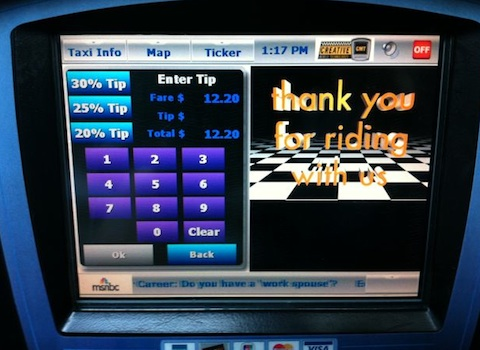 Taxi Info Map Ticker 1:17 PM CREATIVE OFF
30% Tip
25% Tip
20% Tip
Enter Tip
Fare $ 12.20
Tip $
Total $ 12.20
1 2 3
4 5 6
7 8 9
0 Clear
Ok Back
thank you
for riding
with us
msnbc Career: Do you have a 'work spouse'?
VISA